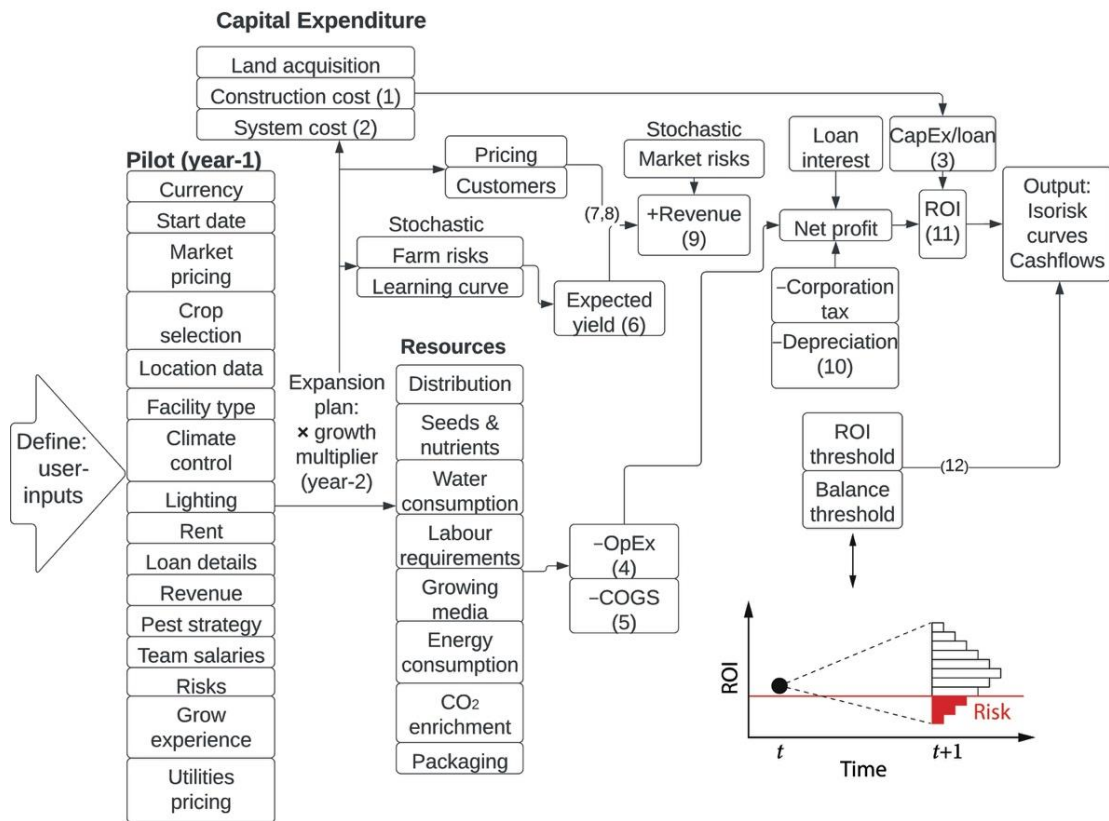 Capital Expenditure
Land acquisition
Construction cost (1)
System cost (2)
Pilot (year-1)
Currency
Start date
Market
pricing
Crop
selection
Location data
Facility type
Climate
control
Lighting
Rent
Loan details
Revenue
Pest strategy
Team salaries
Risks
Grow
experience
Utilities
pricing
Define:
user-
inputs
Expansion
plan:
× growth
multiplier
(year-2)
Pricing
Customers
Stochastic
Farm risks
Learning curve
Expected
yield (6)
(7,8)
Stochastic
Market risks
+Revenue
(9)
Resources
Distribution
Seeds &
nutrients
Water
consumption
Labour
requirements
Growing
media
Energy
consumption
CO₂
enrichment
Packaging
−OpEx
(4)
−COGS
(5)
Loan
interest
Net profit
−Corporation
tax
−Depreciation
(10)
CapEx/loan
(3)
ROI
(11)
Output:
Isorisk
curves
Cashflows
ROI
threshold
Balance
threshold
(12)
ROI
Risk
t
t+1
Time